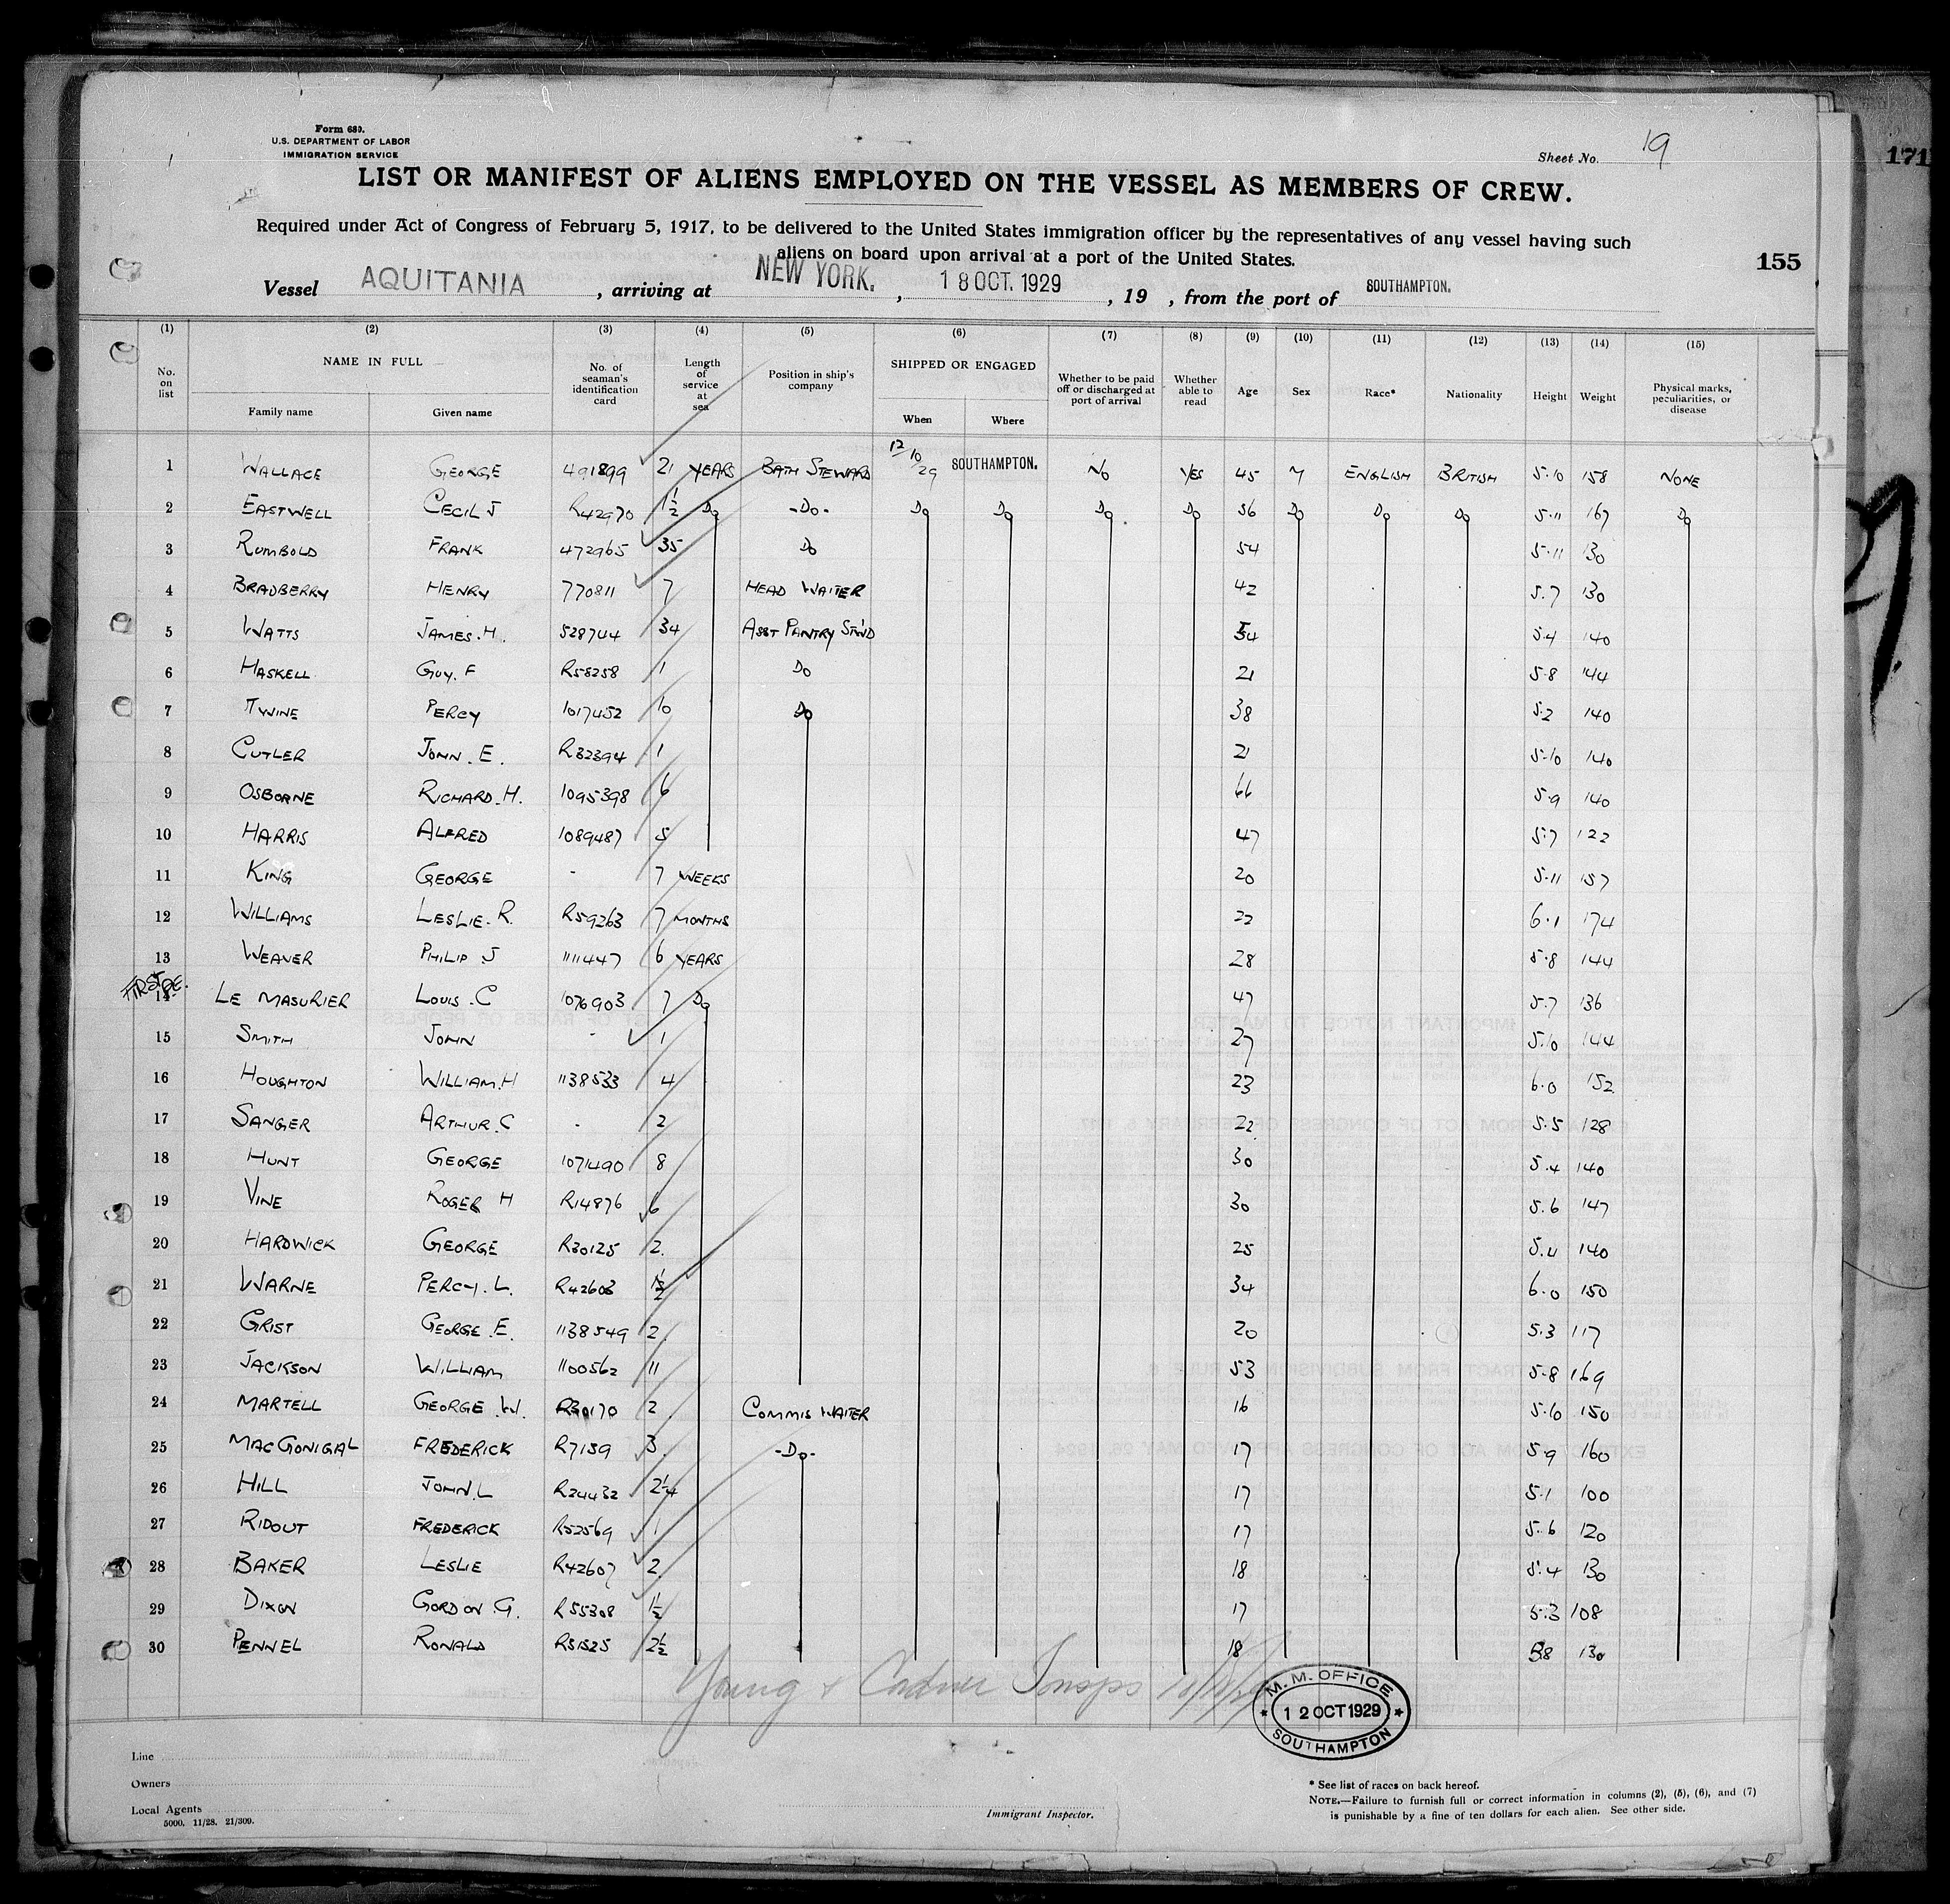 Form 680.
U.S. DEPARTMENT OF LABOR
IMMIGRATION SERVICE
Sheet No. 19
171
LIST OR MANIFEST OF ALIENS EMPLOYED ON THE VESSEL AS MEMBERS OF CREW.
Required under Act of Congress of February 5, 1917, to be delivered to the United States immigration officer by the representatives of any vessel having such
aliens on board upon arrival at a port of the United States.
155
Vessel AQUITANIA, arriving at NEW YORK., 18 OCT. 1929, 19 , from the port of SOUTHAMPTON.
(1) (2) (3) (4) (5) (6) (7) (8) (9) (10) (11) (12) (13) (14) (15)
No. on list NAME IN FULL Family name Given name No. of seaman's identification card Length of service at sea Position in ship's company SHIPPED OR ENGAGED When Where Whether to be paid off or discharged at port of arrival Whether able to read Age Sex Race* Nationality Height Weight Physical marks, peculiarities, or disease
1 WALLACE GEORGE 491899 21 YEARS BATH STEWARD 12/10/29 SOUTHAMPTON. NO YES 45 M ENGLISH BRITISH 5.10 158 NONE
2 EASTWELL CECIL J R42970 1½ Do -Do- Do Do Do Do 36 Do Do Do 5.11 167 Do
3 RUMBOLD FRANK 472965 35 Do 54 5.11 130
4 BRADBERRY HENRY 770811 7 HEAD WAITER 42 5.7 130
5 WATTS JAMES.H. 528744 34 ASST PANTRY STWD 54 5.4 140
6 HASKELL GUY. F R58258 1 Do 21 5.8 144
7 TWINE PERCY 1017452 10 Do 38 5.2 140
8 CUTLER JOHN. E. R32394 1 21 5.10 140
9 OSBORNE RICHARD.H. 1095398 6 66 5.9 140
10 HARRIS ALFRED 1089487 5 47 5.7 122
11 KING GEORGE - 7 WEEKS 20 5.11 157
12 WILLIAMS LESLIE. R. R59263 7 MONTHS 22 6.1 174
13 WEAVER PHILIP J 1111447 6 YEARS 28 5.8 144
14 LE MASURIER LOUIS. C 1076903 7 Do 47 5.7 136
15 SMITH JOHN - 1 27 5.10 144
16 HOUGHTON WILLIAM.H 1138533 4 23 6.0 152
17 SANGER ARTHUR.C - 2 22 5.5 128
18 HUNT GEORGE 1071490 8 30 5.4 140
19 VINE ROGER H R14876 6 30 5.6 147
20 HARDWICK GEORGE R30125 2. 25 5.4 140
21 WARNE PERCY. L. R42603 1½ 34 6.0 150
22 GRIST GEORGE. E. 1138549 2. 20 5.3 117
23 JACKSON WILLIAM 1100562 11 53 5.8 169
24 MARTELL GEORGE. W. R30170 2 COMMIS WAITER 16 5.6 150
25 MACGONIGAL FREDERICK R7159 3 -Do- 17 5.9 160
26 HILL JOHN.L R24432 2¼ 17 5.1 100
27 RIDOUT FREDERICK R52569 1 17 5.6 120
28 BAKER LESLIE R42607 2. 18 5.4 130
29 DIXON GORDON.G. R55308 1½ 17 5.3 108
30 PENNEL RONALD R51525 2½ 18 5.8 130
Young +
M.M. OFFICE
12 OCT 1929
SOUTHAMPTON
Line
Owners
Local Agents
5000. 11/28. 21/309.
Immigrant Inspector.
* See list of races on back hereof.
NOTE.—Failure to furnish full or correct information in columns (2), (5), (6), and (7)
is punishable by a fine of ten dollars for each alien. See other side.